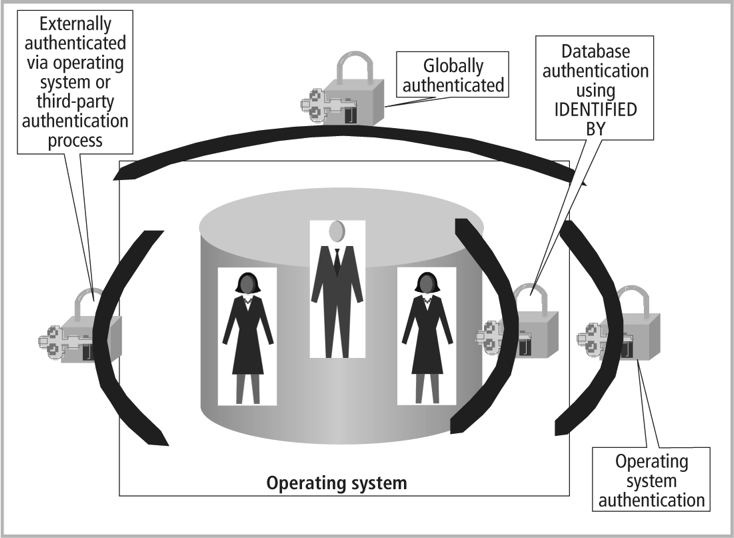 Externally
authenticated
via operating
system or
third-party
authentication
process
Globally
authenticated
Database
authentication
using
IDENTIFIED
BY
Operating system
Operating
system
authentication